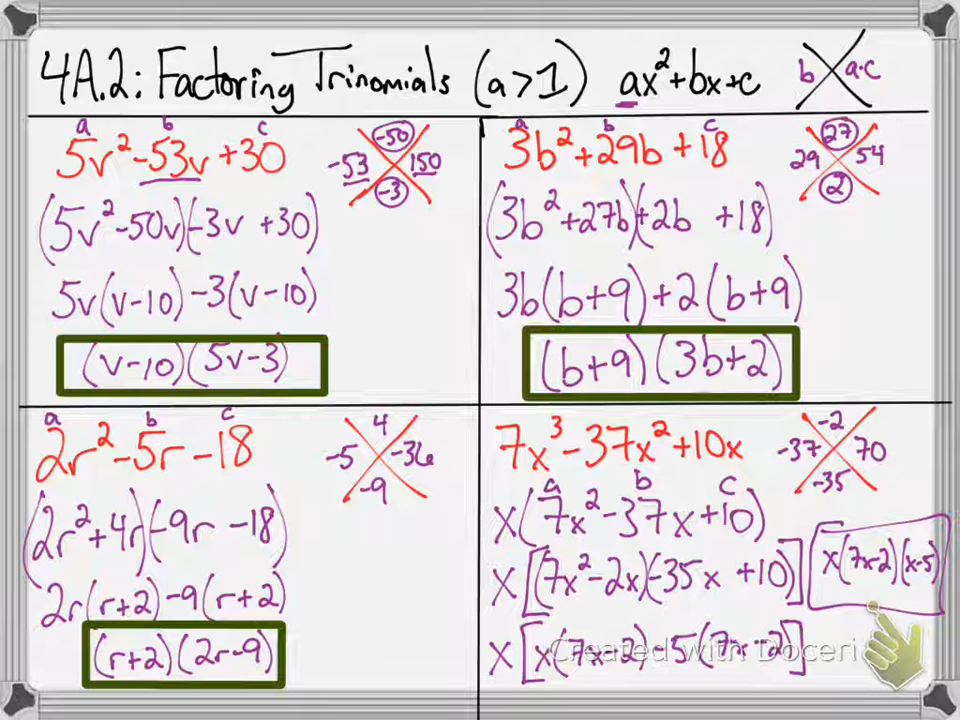 4A.2: Factoring Trinomials (a>1) ax²+bx+c b a·c
a b c
5v²-53v+30
-50
-53 150
-3
(5v²-50v)(-3v +30)
5v(v-10)-3(v-10)
(v-10)(5v-3)
a b c
3b²+29b+18
27
29 54
2
(3b²+27b)(+2b +18)
3b(b+9)+2(b+9)
(b+9)(3b+2)
a b c
2r²-5r-18
4
-5 -36
-9
(2r²+4r)(-9r -18)
2r(r+2)-9(r+2)
(r+2)(2r-9)
7x³-37x²+10x
-2
-37 70
-35
a b c
x(7x²-37x+10)
x[(7x²-2x)(-35x +10)]
x(7x-2)(x-5)
x[x(7x-2)-5(7x-2)]
Created with Doceri